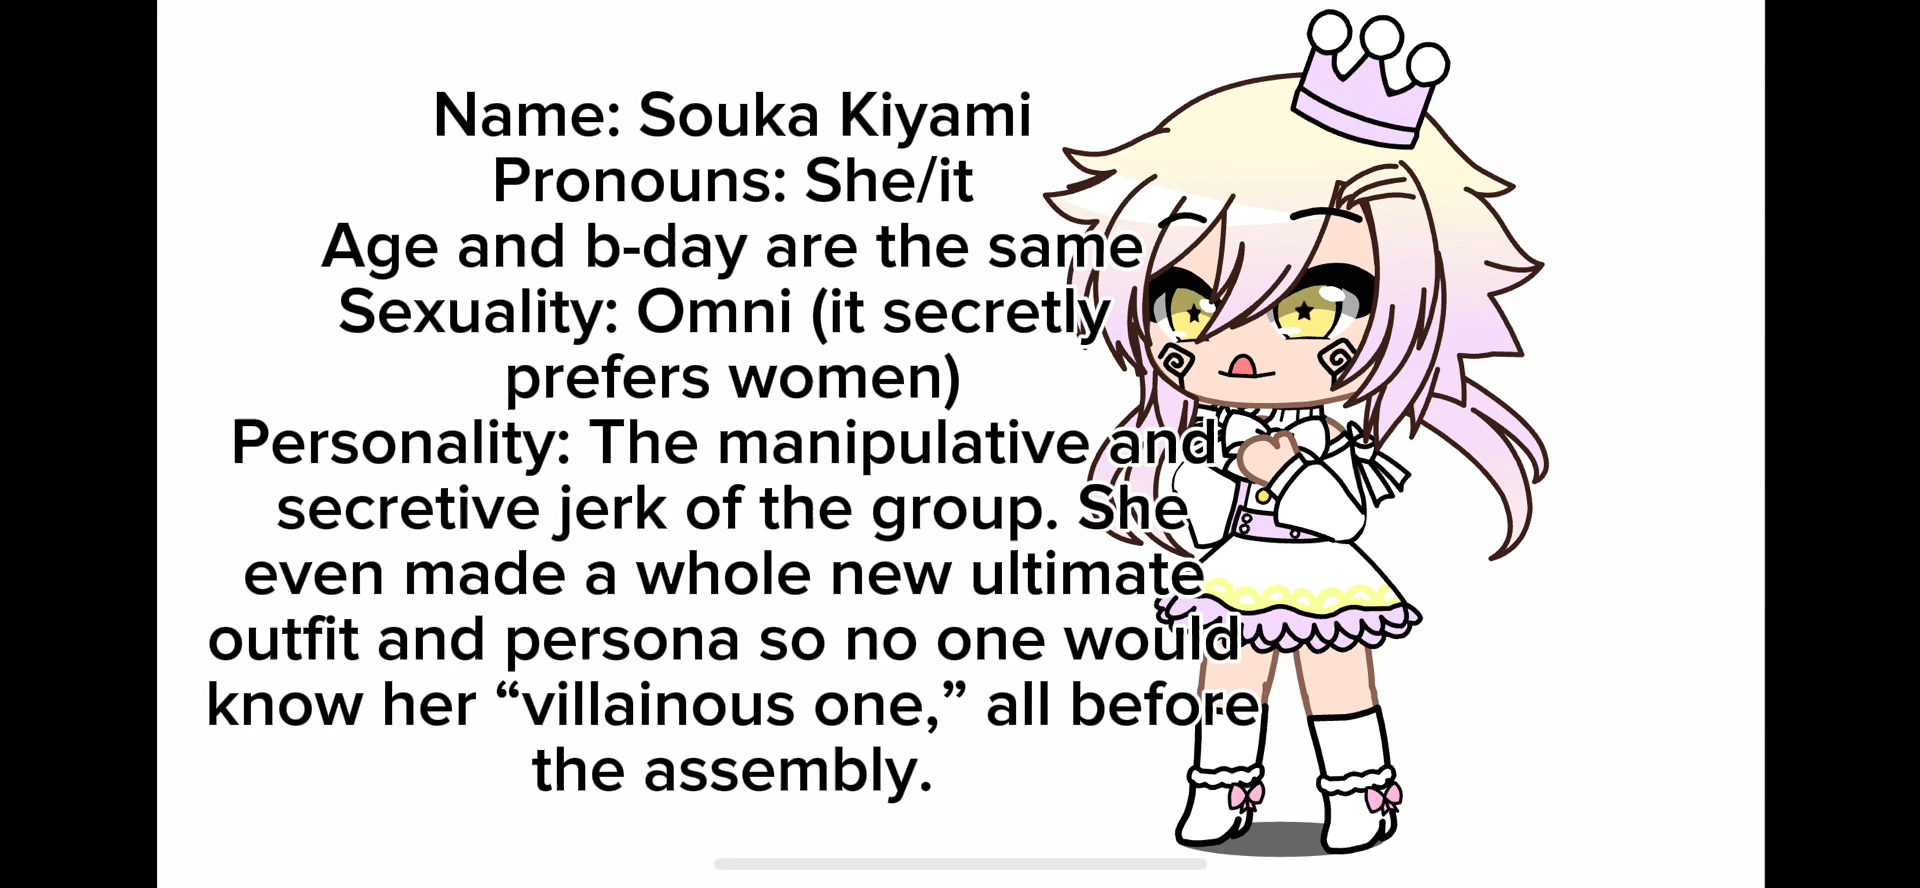 Name: Souka Kiyami
Pronouns: She/it
Age and b-day are the same
Sexuality: Omni (it secretly
prefers women)
Personality: The manipulative and
secretive jerk of the group. She
even made a whole new ultimate
outfit and persona so no one would
know her “villainous one,” all before
the assembly.